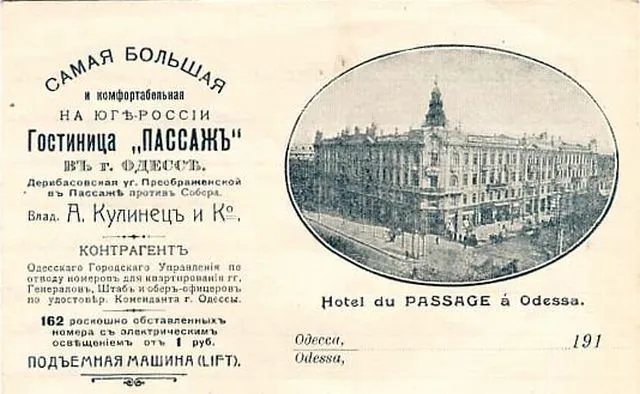 САМАЯ БОЛЬШАЯ
и комфортабельная
НА ЮГѢ-РОССІИ
Гостиница „ПАССАЖЪ"
ВЪ г. ОДЕССѢ.
Дерибасовская уг. Преображенской
въ Пассажѣ противъ Собора.
Влад. А. Кулинецъ и Ко.,
КОНТРАГЕНТЪ
Одесскаго Городскаго Управленія по
отводу номеровъ для квартированія гг.
Генераловъ, Штабъ и оберъ-офицеровъ
по удостовѣр. Коменданта г. Одессы.
162 роскошно обставленныхъ
номера съ электрическимъ
освѣщеніемъ отъ 1 руб.
ПОДЪЕМНАЯ МАШИНА (LIFT).
Hotel du PASSAGE à Odessa.
Одесса, 191
Odessa,